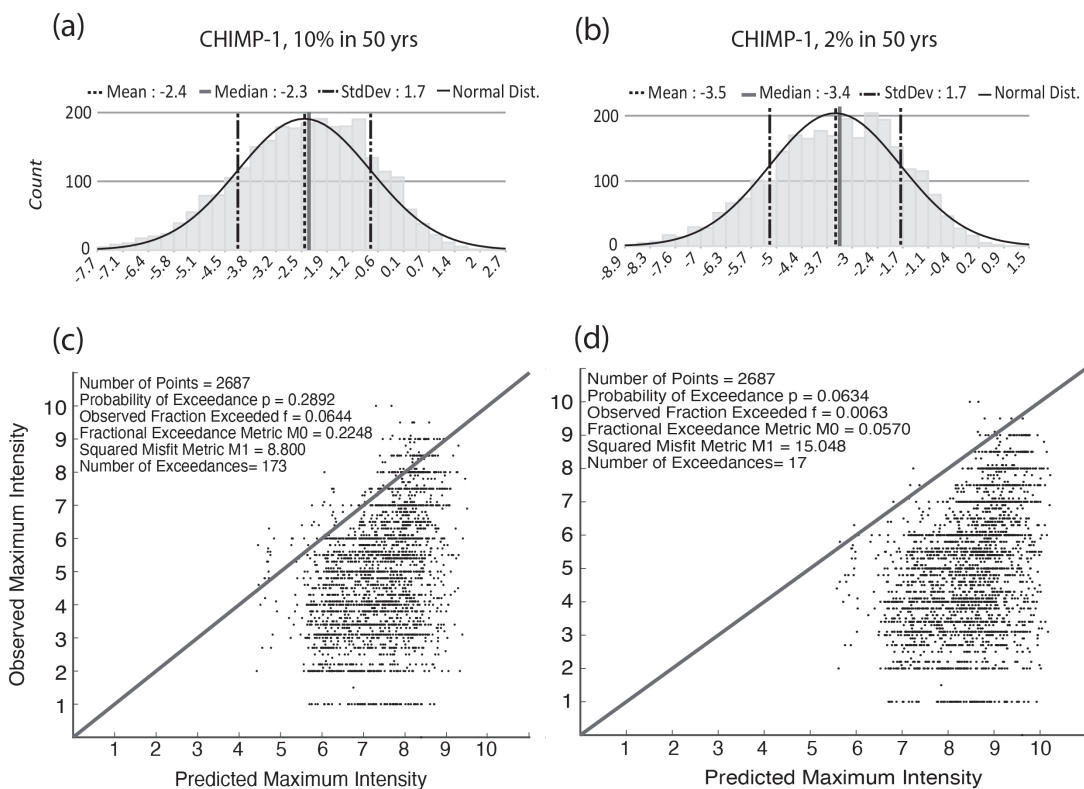 (a)
CHIMP-1, 10% in 50 yrs
Mean : -2.4 Median : -2.3 StdDev : 1.7 Normal Dist.
200
100
0
Count
-7.7 -7.1 -6.4 -5.8 -5.1 -4.5 -3.8 -3.2 -2.5 -1.9 -1.2 -0.6 0.1 0.7 1.4 2 2.7
(b)
CHIMP-1, 2% in 50 yrs
Mean : -3.5 Median : -3.4 StdDev : 1.7 Normal Dist.
200
100
0
-8.9 -8.3 -7.6 -7 -6.3 -5.7 -5 -4.4 -3.7 -3 -2.4 -1.7 -1.1 -0.4 0.2 0.9 1.5
(c)
Number of Points = 2687
Probability of Exceedance p = 0.2892
Observed Fraction Exceeded f = 0.0644
Fractional Exceedance Metric M0 = 0.2248
Squared Misfit Metric M1 = 8.800
Number of Exceedances= 173
10
9
8
7
6
5
4
3
2
1
Observed Maximum Intensity
1 2 3 4 5 6 7 8 9 10
Predicted Maximum Intensity
(d)
Number of Points = 2687
Probability of Exceedance p = 0.0634
Observed Fraction Exceeded f = 0.0063
Fractional Exceedance Metric M0 = 0.0570
Squared Misfit Metric M1 = 15.048
Number of Exceedances= 17
10
9
8
7
6
5
4
3
2
1
1 2 3 4 5 6 7 8 9 10
Predicted Maximum Intensity